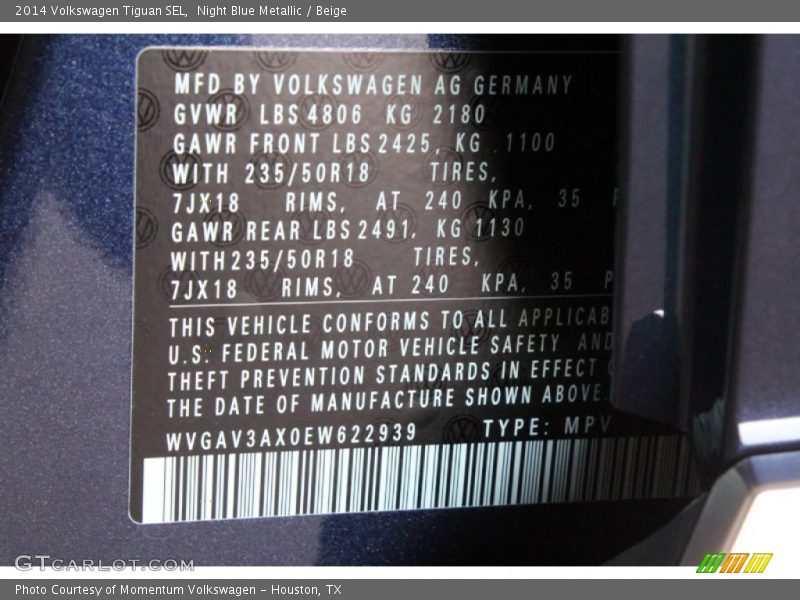 2014 Volkswagen Tiguan SEL,  Night Blue Metallic / Beige
MFD BY VOLKSWAGEN AG GERMANY
GVWR LBS 4806 KG 2180
GAWR FRONT LBS 2425, KG 1100
WITH 235/50R18 TIRES,
7JX18 RIMS, AT 240 KPA, 35 P
GAWR REAR LBS 2491, KG 1130
WITH 235/50R18 TIRES,
7JX18 RIMS, AT 240 KPA, 35 P
THIS VEHICLE CONFORMS TO ALL APPLICAB
U.S. FEDERAL MOTOR VEHICLE SAFETY AND
THEFT PREVENTION STANDARDS IN EFFECT
THE DATE OF MANUFACTURE SHOWN ABOVE.
WVGAV3AX0EW622939 TYPE: MPV
GTcarlot.com
Photo Courtesy of Momentum Volkswagen - Houston, TX